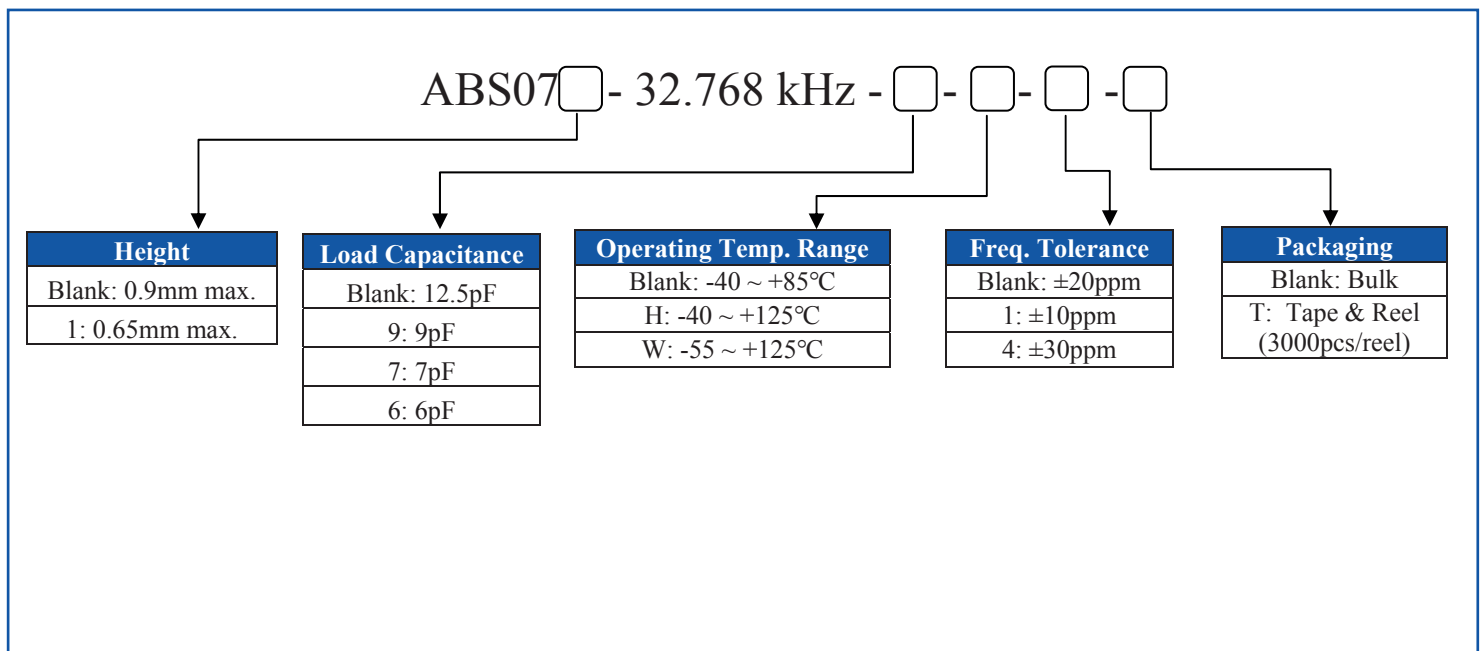 ABS07 - 32.768 kHz - - - -
Height
Blank: 0.9mm max.
1: 0.65mm max.
Load Capacitance
Blank: 12.5pF
9: 9pF
7: 7pF
6: 6pF
Operating Temp. Range
Blank: -40 ~ +85℃
H: -40 ~ +125℃
W: -55 ~ +125℃
Freq. Tolerance
Blank: ±20ppm
1: ±10ppm
4: ±30ppm
Packaging
Blank: Bulk
T: Tape & Reel
(3000pcs/reel)